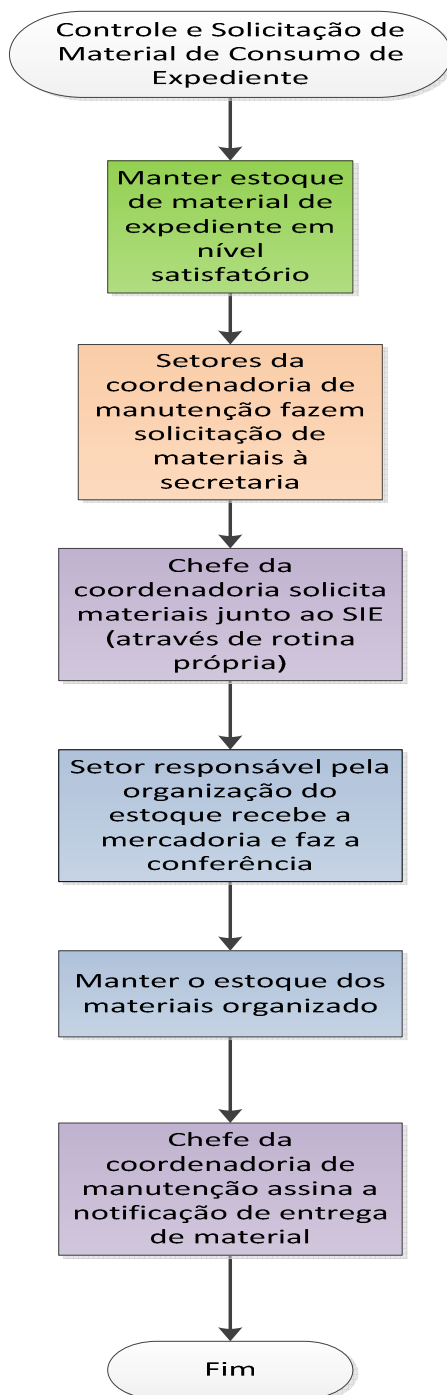 Controle e Solicitação de
Material de Consumo de
Expediente
Manter estoque
de material de
expediente em
nível
satisfatório
Setores da
coordenadoria de
manutenção fazem
solicitação de
materiais à
secretaria
Chefe da
coordenadoria solicita
materiais junto ao SIE
(através de rotina
própria)
Setor responsável pela
organização do
estoque recebe a
mercadoria e faz a
conferência
Manter o estoque dos
materiais organizado
Chefe da
coordenadoria de
manutenção assina a
notificação de entrega
de material
Fim